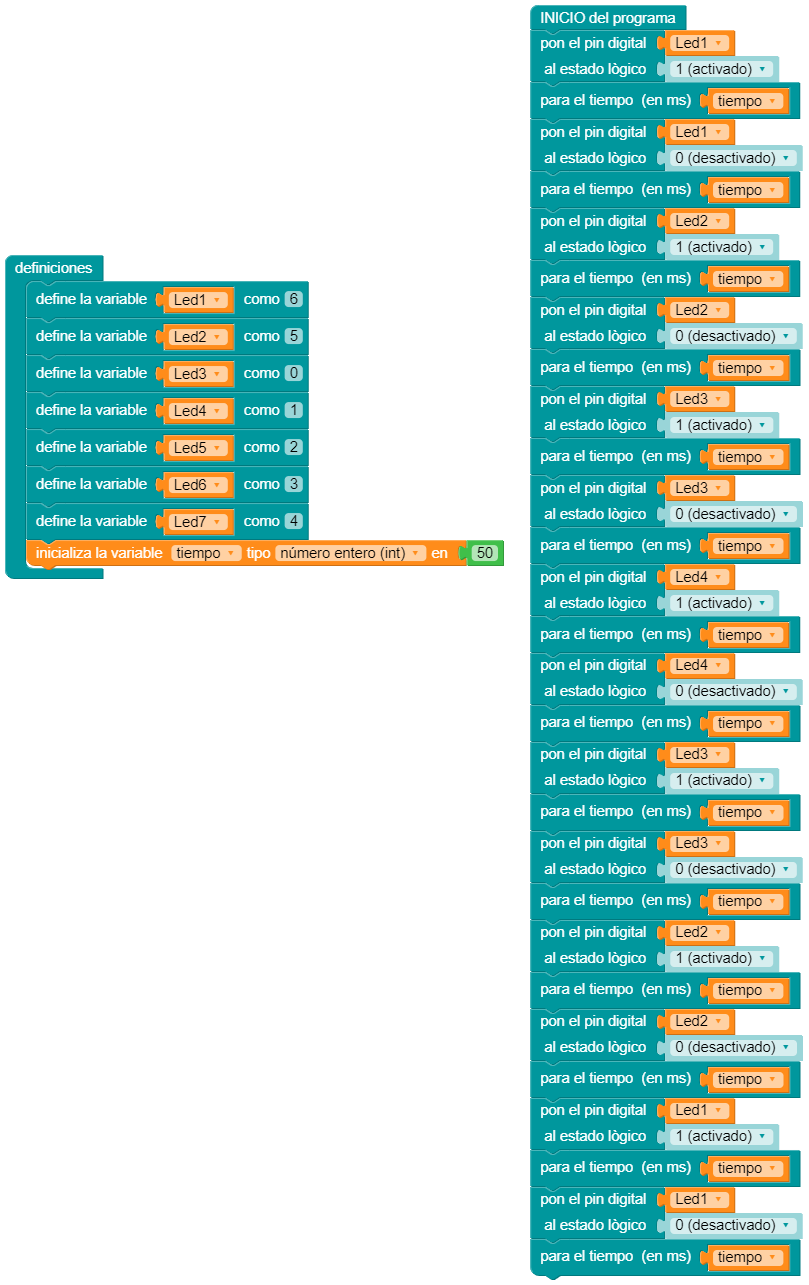 definiciones
define la variable Led1 como 6
define la variable Led2 como 5
define la variable Led3 como 0
define la variable Led4 como 1
define la variable Led5 como 2
define la variable Led6 como 3
define la variable Led7 como 4
inicializa la variable tiempo tipo número entero (int) en 50
INICIO del programa
pon el pin digital Led1
al estado lògico 1 (activado)
para el tiempo (en ms) tiempo
pon el pin digital Led1
al estado lògico 0 (desactivado)
para el tiempo (en ms) tiempo
pon el pin digital Led2
al estado lògico 1 (activado)
para el tiempo (en ms) tiempo
pon el pin digital Led2
al estado lògico 0 (desactivado)
para el tiempo (en ms) tiempo
pon el pin digital Led3
al estado lògico 1 (activado)
para el tiempo (en ms) tiempo
pon el pin digital Led3
al estado lògico 0 (desactivado)
para el tiempo (en ms) tiempo
pon el pin digital Led4
al estado lògico 1 (activado)
para el tiempo (en ms) tiempo
pon el pin digital Led4
al estado lògico 0 (desactivado)
para el tiempo (en ms) tiempo
pon el pin digital Led3
al estado lògico 1 (activado)
para el tiempo (en ms) tiempo
pon el pin digital Led3
al estado lògico 0 (desactivado)
para el tiempo (en ms) tiempo
pon el pin digital Led2
al estado lògico 1 (activado)
para el tiempo (en ms) tiempo
pon el pin digital Led2
al estado lògico 0 (desactivado)
para el tiempo (en ms) tiempo
pon el pin digital Led1
al estado lògico 1 (activado)
para el tiempo (en ms) tiempo
pon el pin digital Led1
al estado lògico 0 (desactivado)
para el tiempo (en ms) tiempo